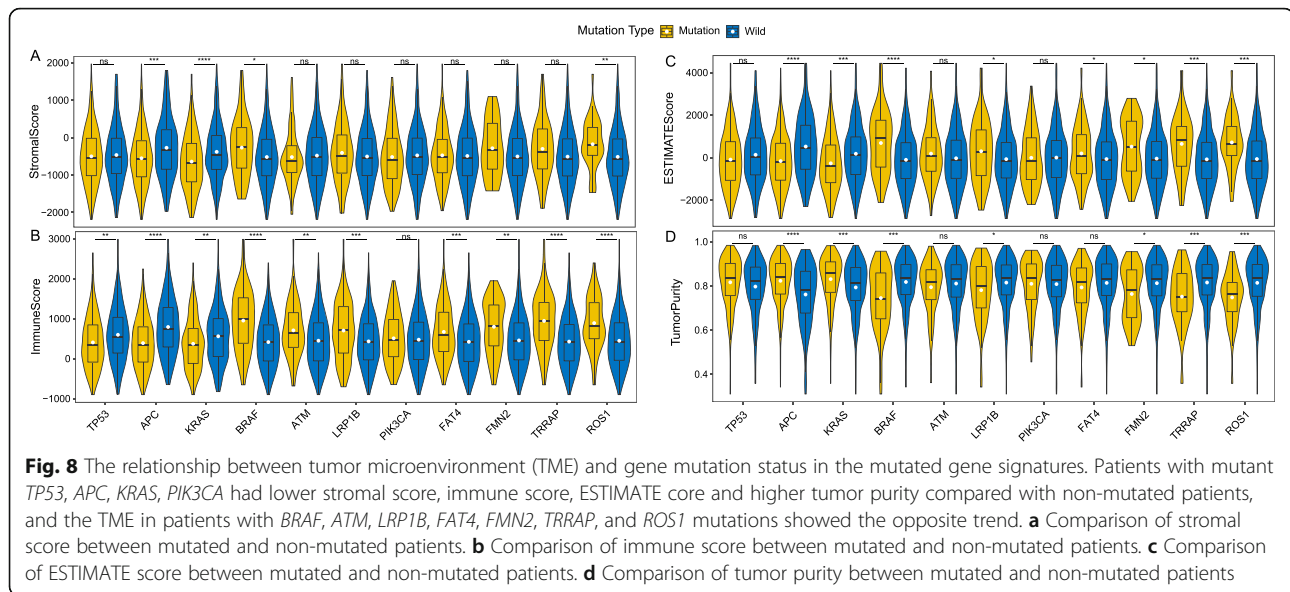 Mutation Type Mutation Wild
A
StromalScore
2000
1000
0
−1000
−2000
ns *** **** * ns ns ns ns ns ns **
B
ImmuneScore
3000
2000
1000
0
−1000
** **** ** **** ** *** ns *** ** **** ****
TP53 APC KRAS BRAF ATM LRP1B PIK3CA FAT4 FMN2 TRRAP ROS1
C
ESTIMATEScore
4000
2000
0
−2000
ns **** *** **** ns * ns * * *** ***
D
TumorPurity
1.0
0.8
0.6
0.4
ns **** *** *** ns * ns ns * *** ***
TP53 APC KRAS BRAF ATM LRP1B PIK3CA FAT4 FMN2 TRRAP ROS1
Fig. 8 The relationship between tumor microenvironment (TME) and gene mutation status in the mutated gene signatures. Patients with mutant
TP53, APC, KRAS, PIK3CA had lower stromal score, immune score, ESTIMATE core and higher tumor purity compared with non-mutated patients,
and the TME in patients with BRAF, ATM, LRP1B, FAT4, FMN2, TRRAP, and ROS1 mutations showed the opposite trend. a Comparison of stromal
score between mutated and non-mutated patients. b Comparison of immune score between mutated and non-mutated patients. c Comparison
of ESTIMATE score between mutated and non-mutated patients. d Comparison of tumor purity between mutated and non-mutated patients